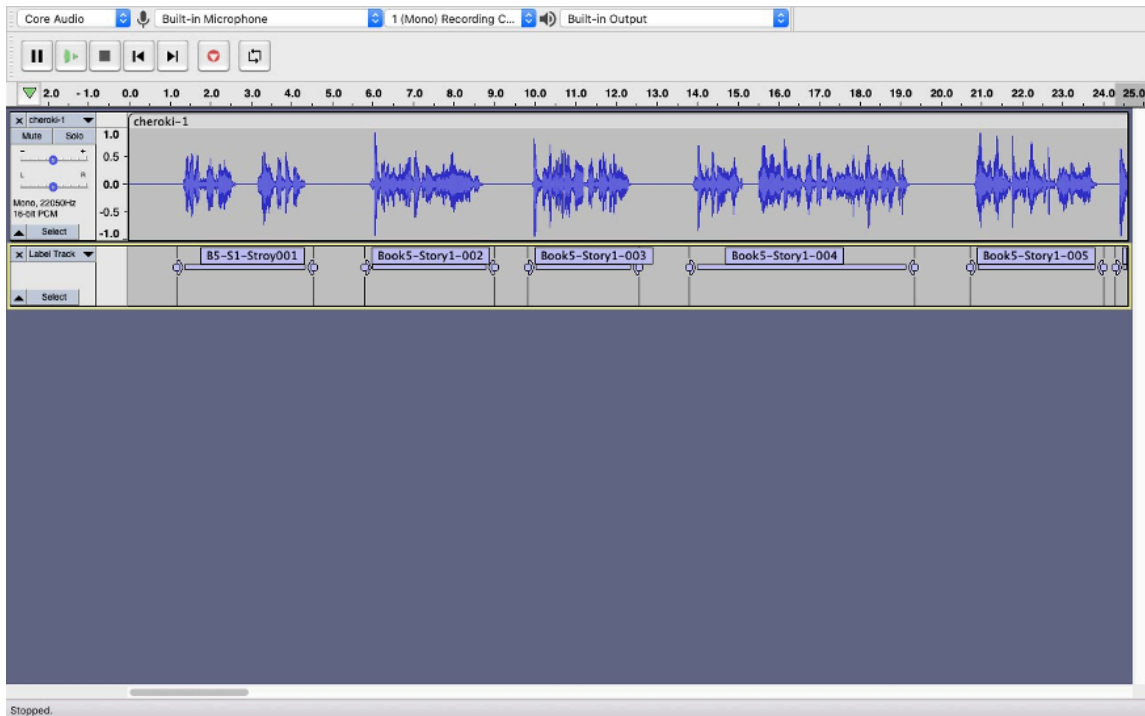 Core Audio Built-in Microphone 1 (Mono) Recording C... Built-in Output
2.0 - 1.0 0.0 1.0 2.0 3.0 4.0 5.0 6.0 7.0 8.0 9.0 10.0 11.0 12.0 13.0 14.0 15.0 16.0 17.0 18.0 19.0 20.0 21.0 22.0 23.0 24.0 25.0
x cheroki-1 cheroki-1
Mute Solo 1.0
- + 0.5
L R 0.0
Mono, 22050Hz
16-bit PCM -0.5
Select -1.0
x Label Track B5-S1-Stroy001 Book5-Story1-002 Book5-Story1-003 Book5-Story1-004 Book5-Story1-005
Select
Stopped.